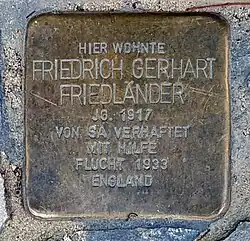 HIER WOHNTE
FRIEDRICH GERHART
FRIEDLÄNDER
JG. 1917
VON SA VERHAFTET
MIT HILFE
FLUCHT 1933
ENGLAND